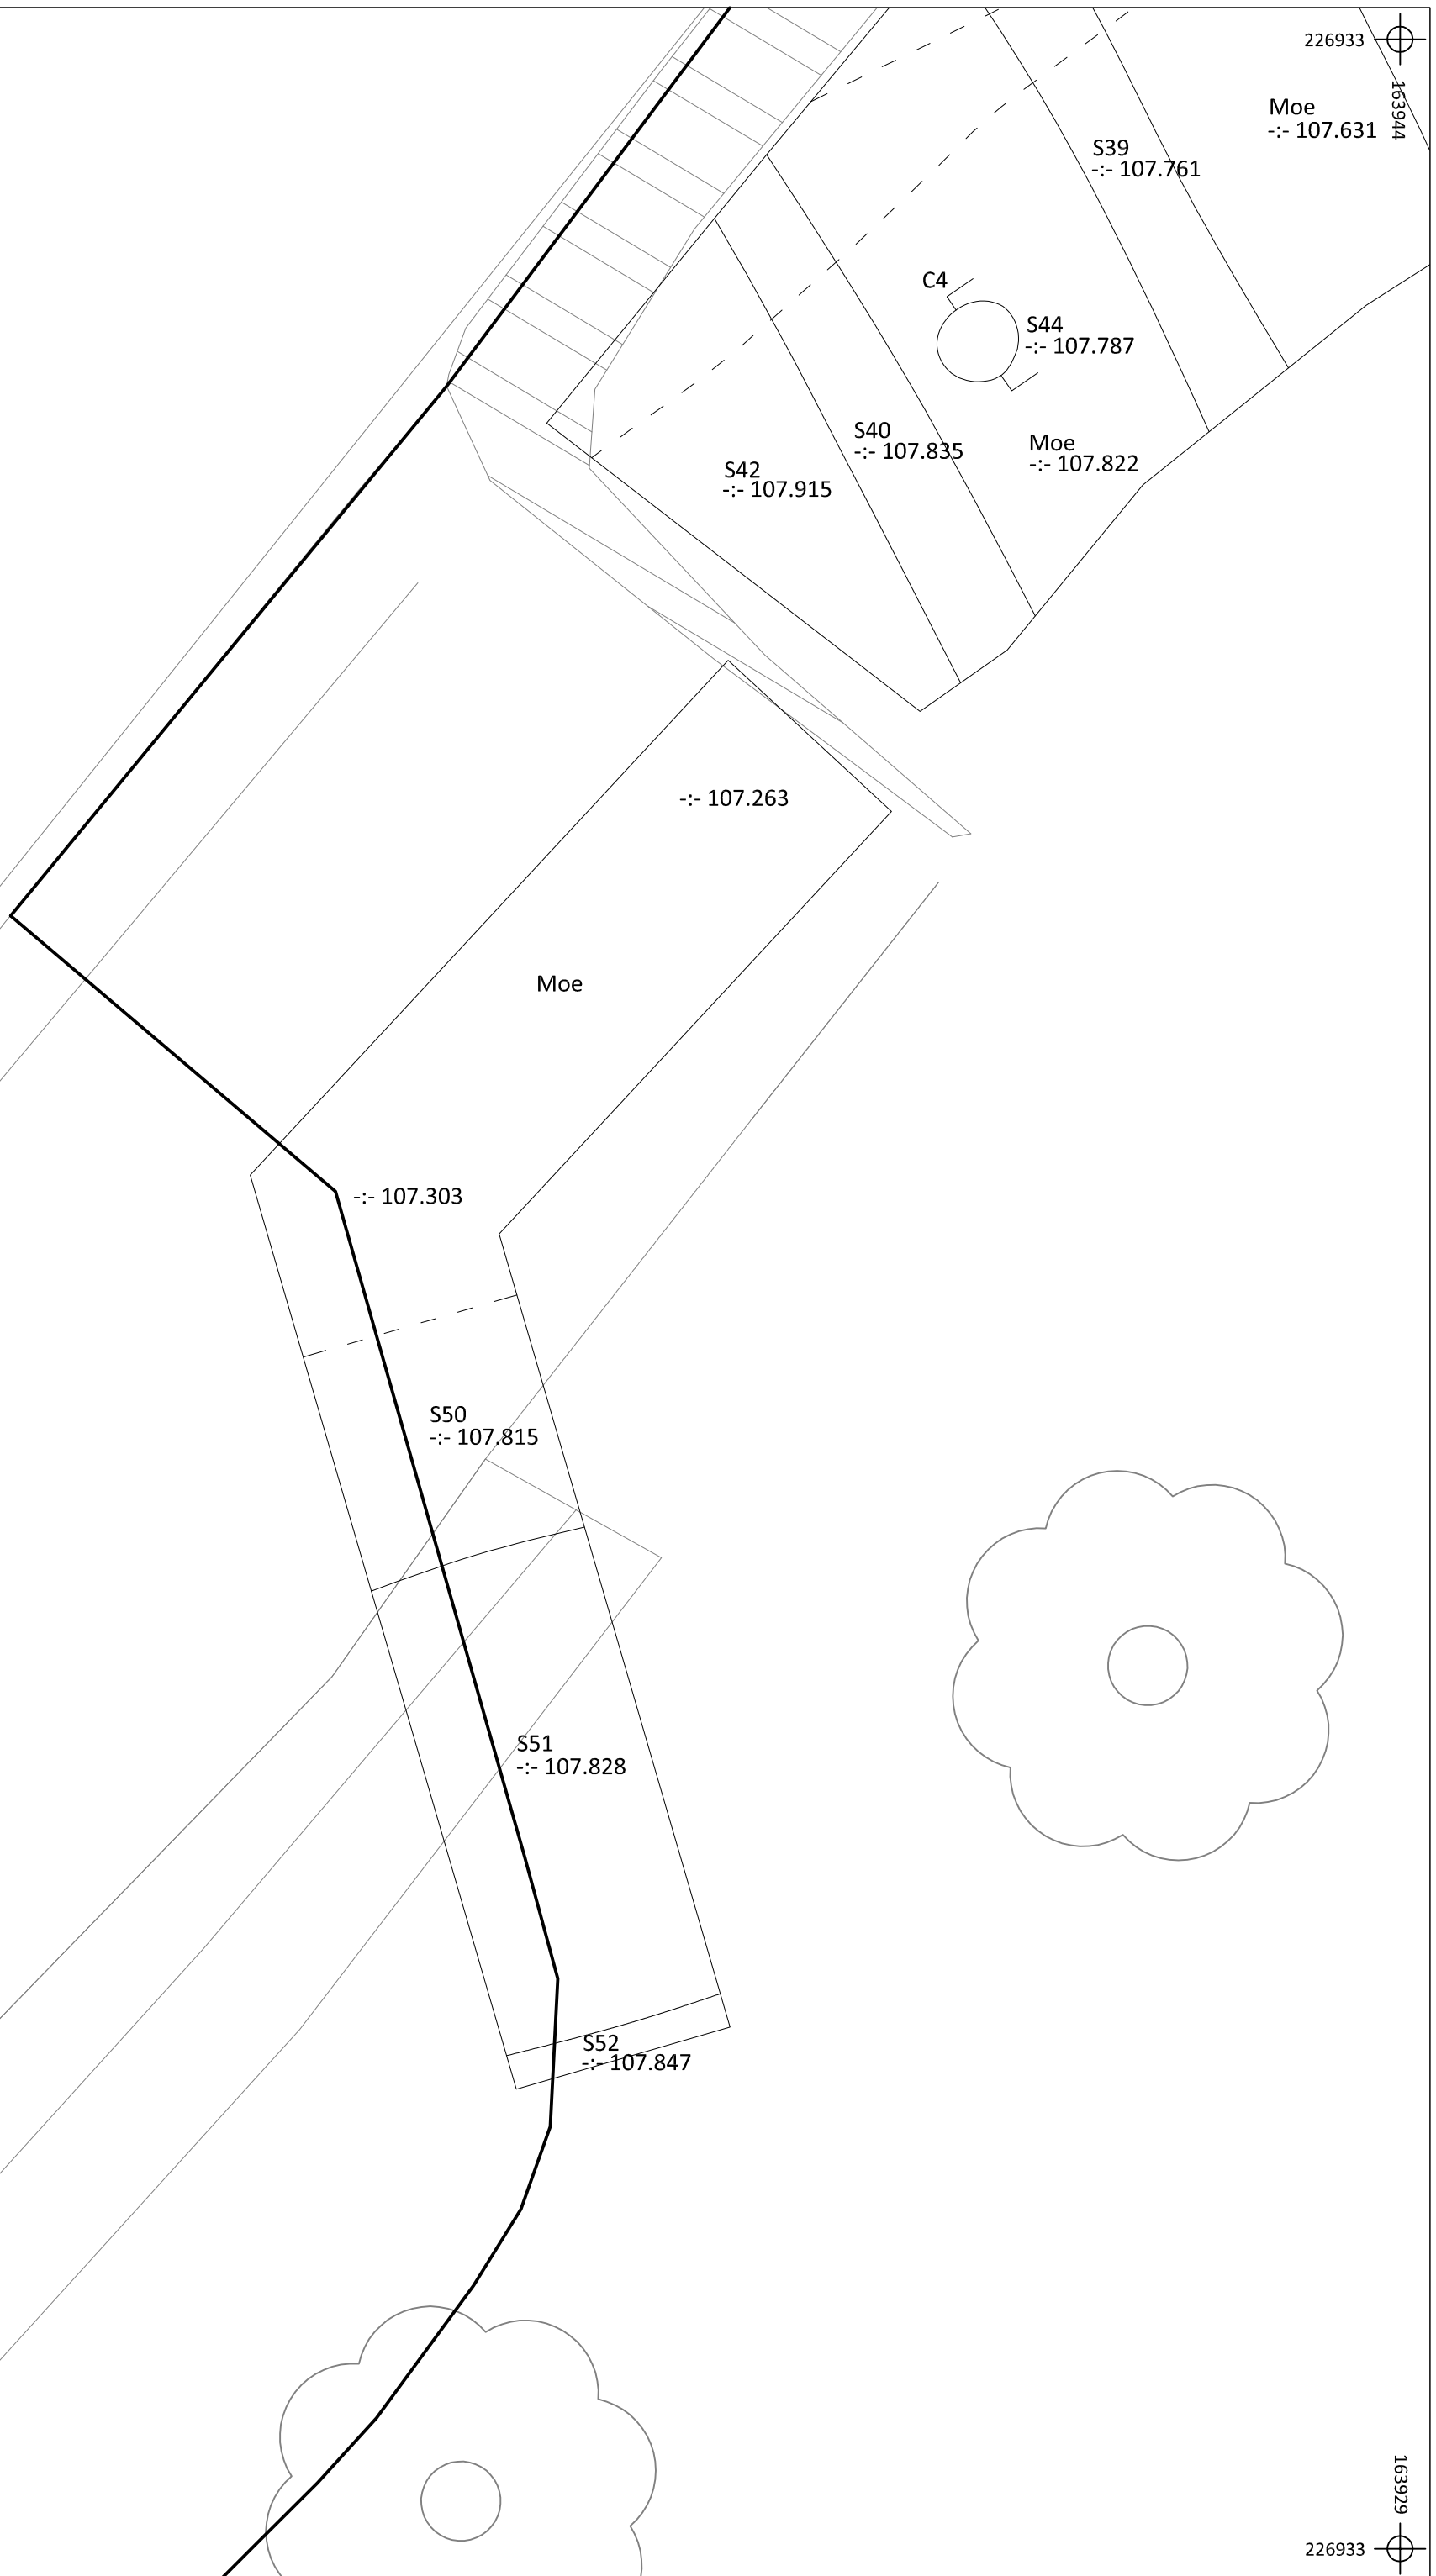 226933
163944
Moe
-:- 107.631
S39
-:- 107.761
C4
S44
-:- 107.787
S40
-:- 107.835
Moe
-:- 107.822
S42
-:- 107.915
-:- 107.263
Moe
-:- 107.303
S50
-:- 107.815
S51
-:- 107.828
S52
-:- 107.847
163929
226933